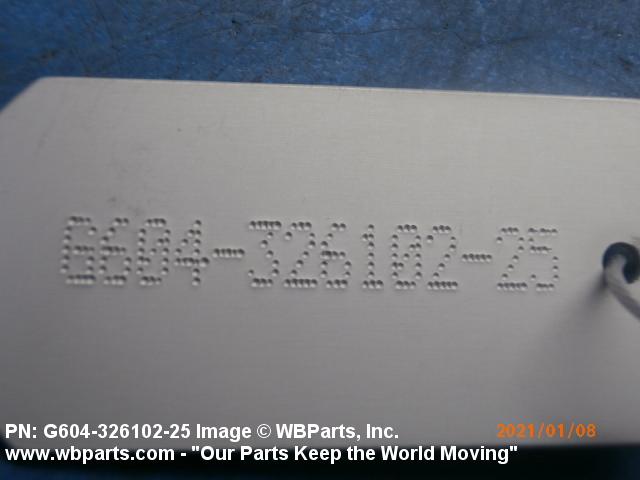 G604-326102-25
PN: G604-326102-25 Image © WBParts, Inc. 2021/01/08
www.wbparts.com - "Our Parts Keep the World Moving"